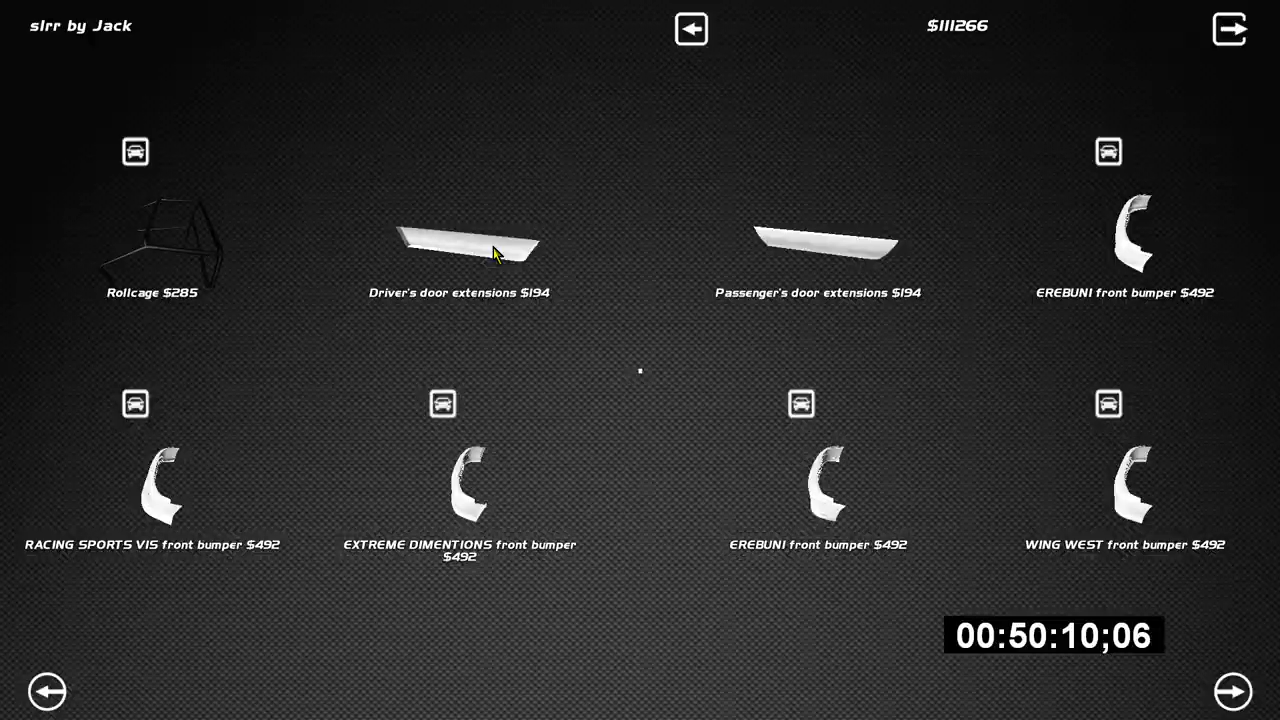 slrr by Jack
$111266
Rollcage $285
Driver's door extensions $194
Passenger's door extensions $194
EREBUNI front bumper $492
RACING SPORTS VIS front bumper $492
EXTREME DIMENTIONS front bumper
$492
EREBUNI front bumper $492
WING WEST front bumper $492
00:50:10;06